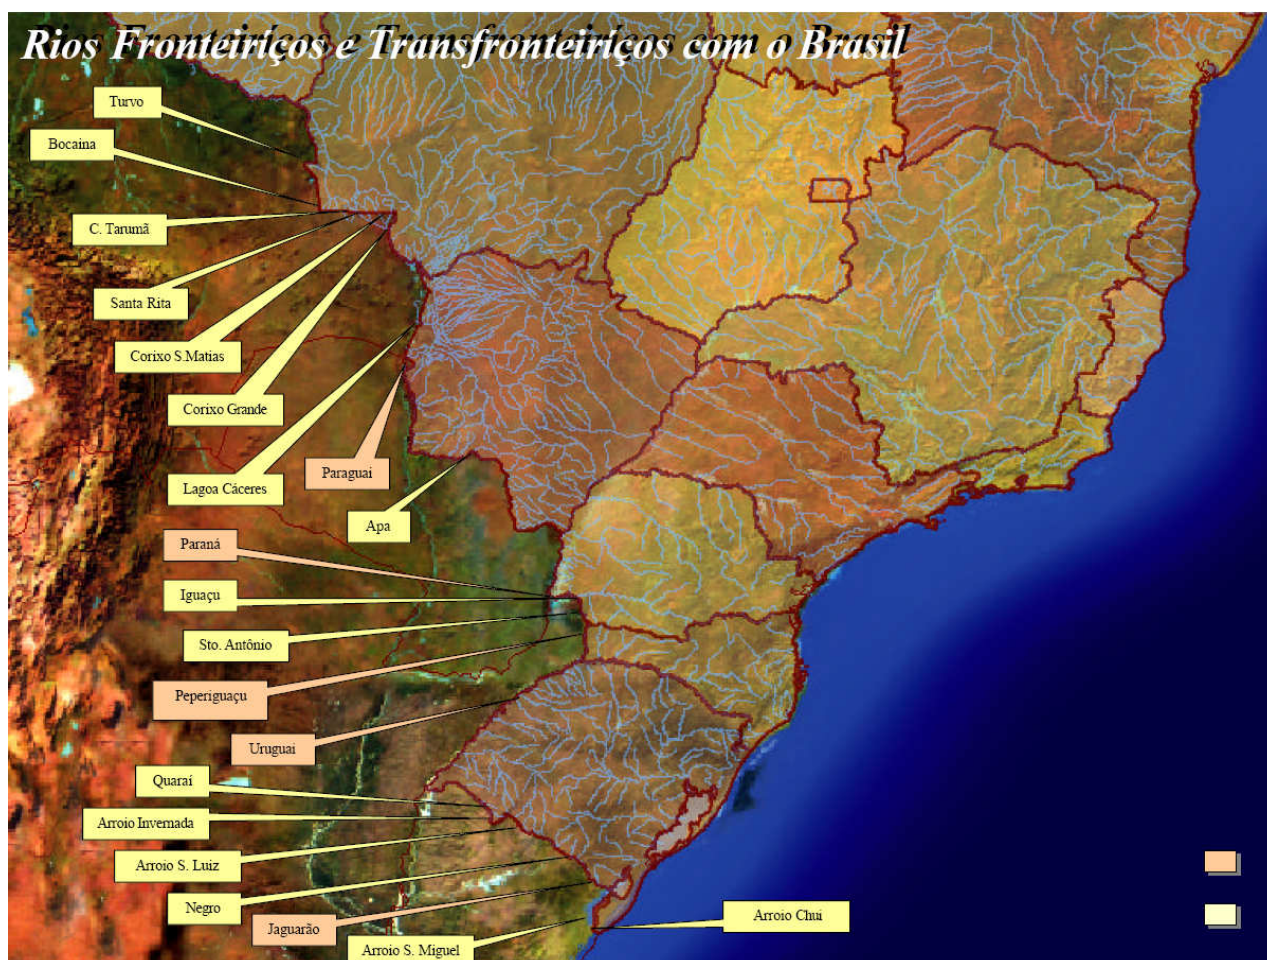 Rios Fronteiriços e Transfronteiriços com o Brasil
Turvo
Bocaina
C. Tarumã
Santa Rita
Corixo S.Matias
Corixo Grande
Paraguai
Lagoa Cáceres
Apa
Paraná
Iguaçu
Sto. Antônio
Peperiguaçu
Uruguai
Quaraí
Arroio Invernada
Arroio S. Luiz
Negro
Jaguarão
Arroio Chuí
Arroio S. Miguel